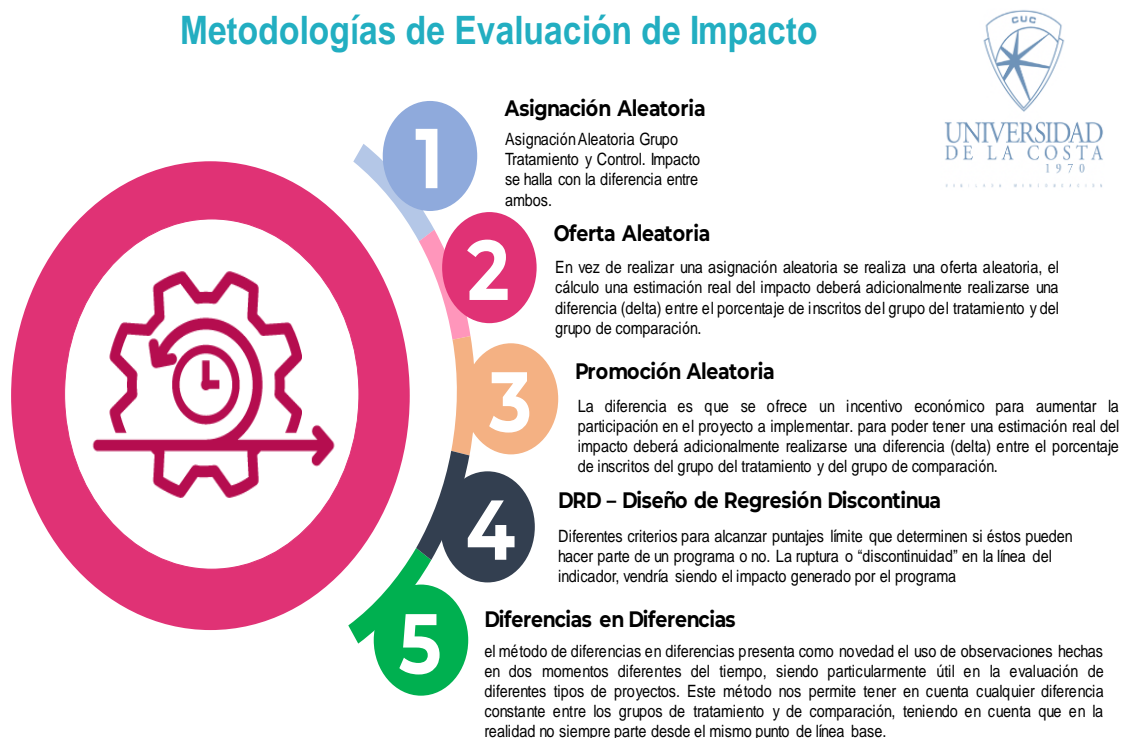 Metodologías de Evaluación de Impacto
CUC
UNIVERSIDAD
DE LA COSTA
1970
1
Asignación Aleatoria
Asignación Aleatoria Grupo
Tratamiento y Control. Impacto
se halla con la diferencia entre
ambos.
2
Oferta Aleatoria
En vez de realizar una asignación aleatoria se realiza una oferta aleatoria, el
cálculo una estimación real del impacto deberá adicionalmente realizarse una
diferencia (delta) entre el porcentaje de inscritos del grupo del tratamiento y del
grupo de comparación.
3
Promoción Aleatoria
La diferencia es que se ofrece un incentivo económico para aumentar la
participación en el proyecto a implementar. para poder tener una estimación real del
impacto deberá adicionalmente realizarse una diferencia (delta) entre el porcentaje
de inscritos del grupo del tratamiento y del grupo de comparación.
4
DRD – Diseño de Regresión Discontinua
Diferentes criterios para alcanzar puntajes límite que determinen si éstos pueden
hacer parte de un programa o no. La ruptura o “discontinuidad” en la línea del
indicador, vendría siendo el impacto generado por el programa
5
Diferencias en Diferencias
el método de diferencias en diferencias presenta como novedad el uso de observaciones hechas
en dos momentos diferentes del tiempo, siendo particularmente útil en la evaluación de
diferentes tipos de proyectos. Este método nos permite tener en cuenta cualquier diferencia
constante entre los grupos de tratamiento y de comparación, teniendo en cuenta que en la
realidad no siempre parte desde el mismo punto de línea base.